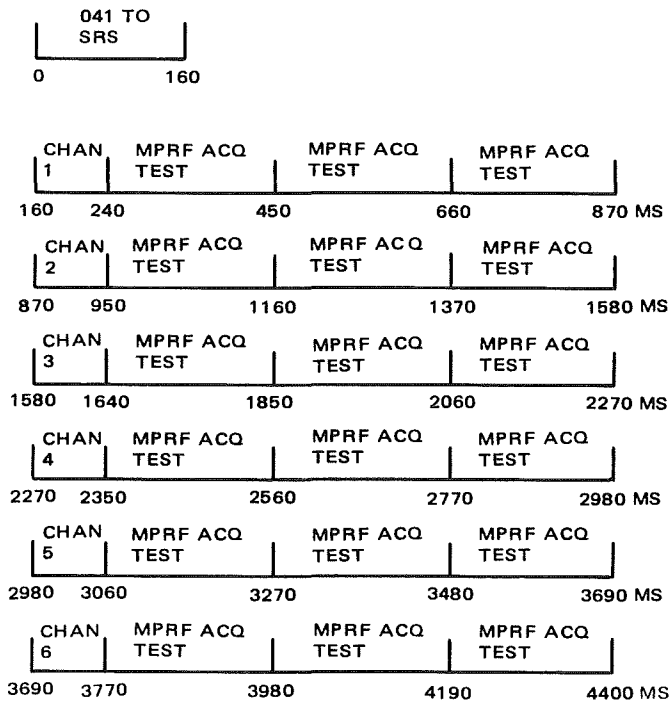 041 TO
SRS
0 160
CHAN MPRF ACQ MPRF ACQ MPRF ACQ
1 TEST TEST TEST
160 240 450 660 870 MS
CHAN MPRF ACQ MPRF ACQ MPRF ACQ
2 TEST TEST TEST
870 950 1160 1370 1580 MS
CHAN MPRF ACQ MPRF ACQ MPRF ACQ
3 TEST TEST TEST
1580 1640 1850 2060 2270 MS
CHAN MPRF ACQ MPRF ACQ MPRF ACQ
4 TEST TEST TEST
2270 2350 2560 2770 2980 MS
CHAN MPRF ACQ MPRF ACQ MPRF ACQ
5 TEST TEST TEST
2980 3060 3270 3480 3690 MS
CHAN MPRF ACQ MPRF ACQ MPRF ACQ
6 TEST TEST TEST
3690 3770 3980 4190 4400 MS